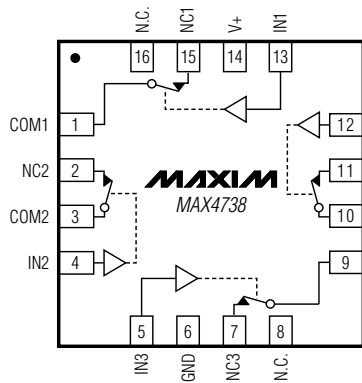 N.C. NC1 V+ IN1
16 15 14 13
COM1 1 12
NC2 2 11
MAXIM
MAX4738
COM2 3 10
IN2 4 9
5 6 7 8
IN3 GND NC3 N.C.